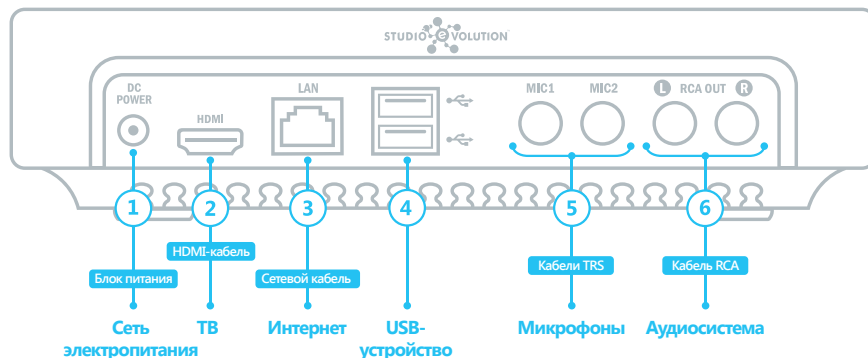 STUDIO EVOLUTION
DC
POWER
HDMI
LAN
MIC1
MIC2
L RCA OUT R
1
2
3
4
5
6
HDMI-кабель
Блок питания
Сетевой кабель
Кабели TRS
Кабель RCA
Сеть
электропитания
ТВ
Интернет
USB-
устройство
Микрофоны
Аудиосистема